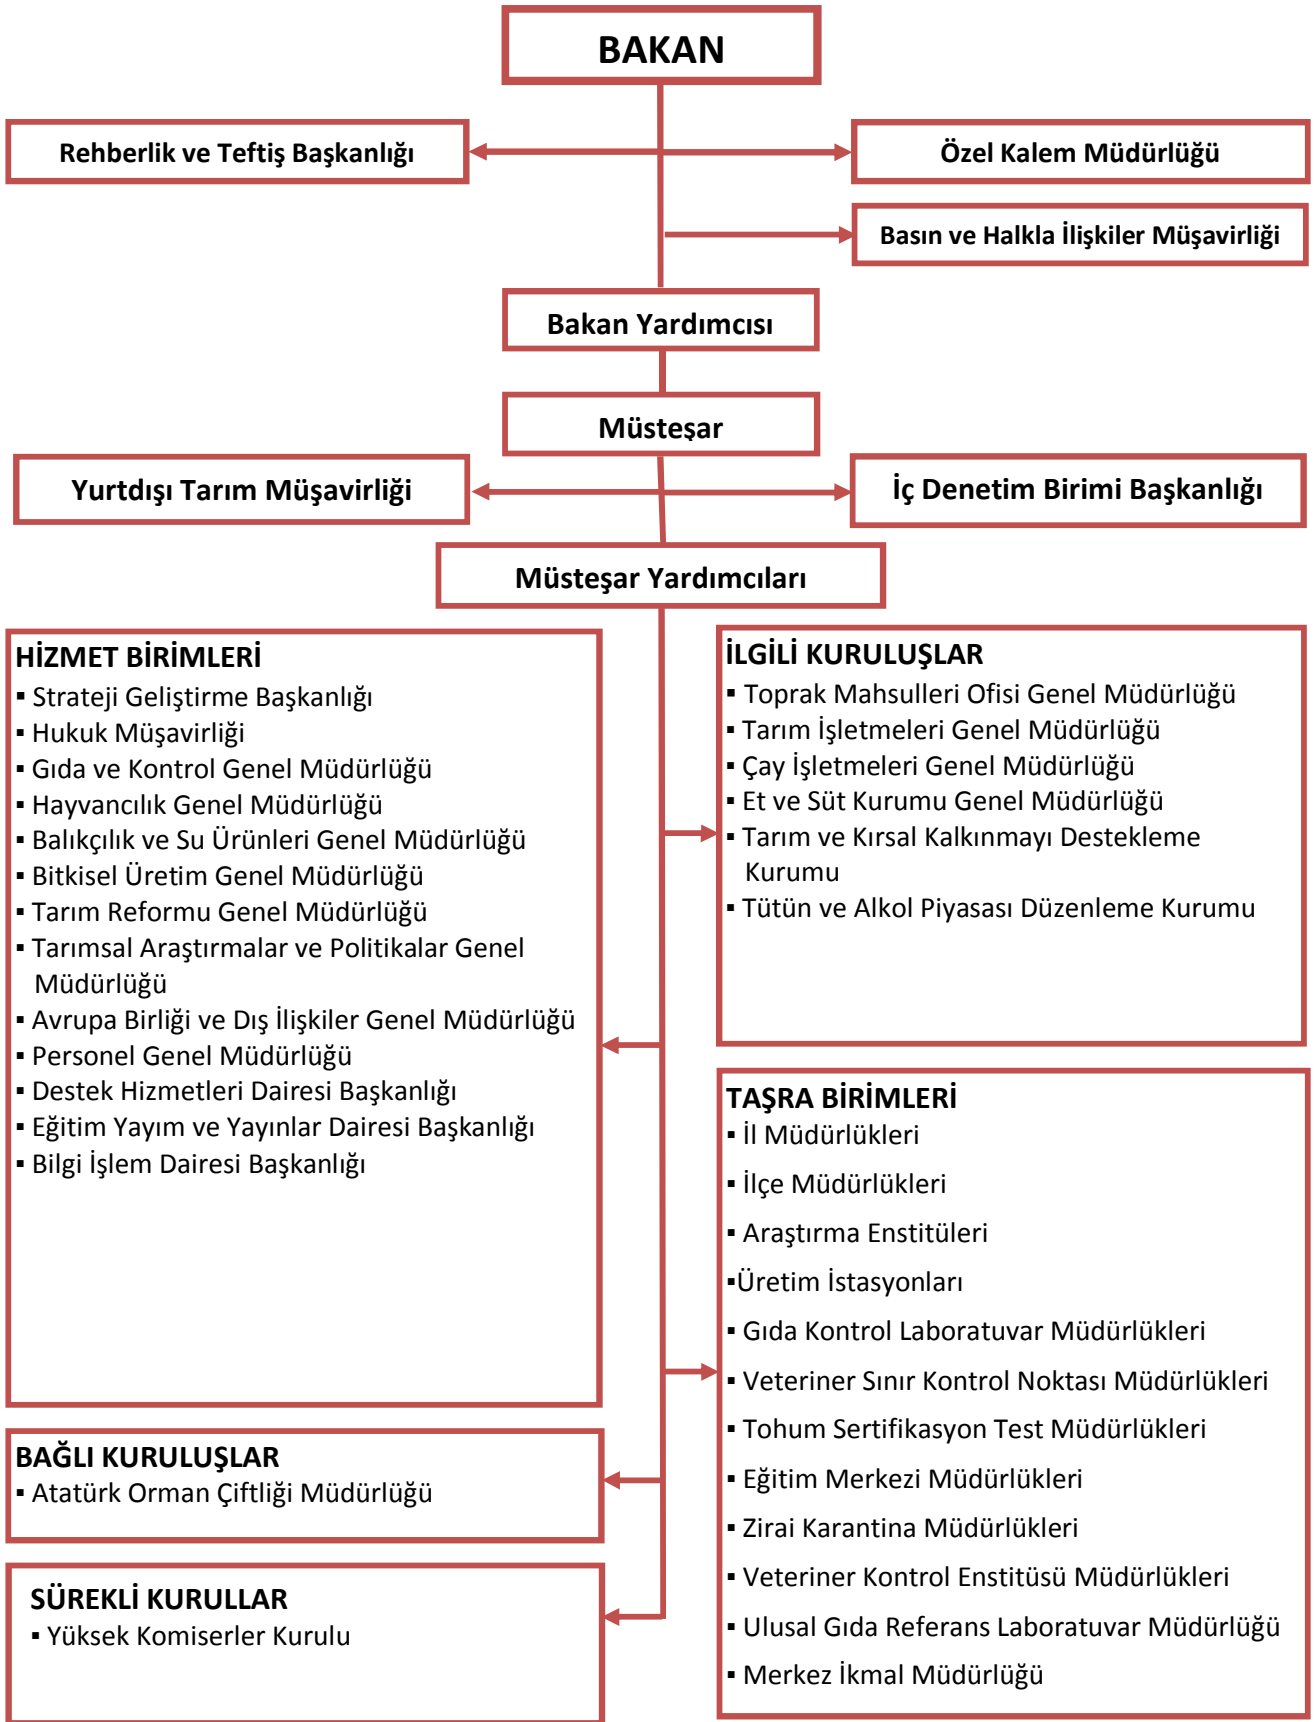 BAKAN
Rehberlik ve Teftiş Başkanlığı
Özel Kalem Müdürlüğü
Basın ve Halkla İlişkiler Müşavirliği
Bakan Yardımcısı
Müsteşar
Yurtdışı Tarım Müşavirliği
İç Denetim Birimi Başkanlığı
Müsteşar Yardımcıları
HİZMET BİRİMLERİ
▪ Strateji Geliştirme Başkanlığı
▪ Hukuk Müşavirliği
▪ Gıda ve Kontrol Genel Müdürlüğü
▪ Hayvancılık Genel Müdürlüğü
▪ Balıkçılık ve Su Ürünleri Genel Müdürlüğü
▪ Bitkisel Üretim Genel Müdürlüğü
▪ Tarım Reformu Genel Müdürlüğü
▪ Tarımsal Araştırmalar ve Politikalar Genel
Müdürlüğü
▪ Avrupa Birliği ve Dış İlişkiler Genel Müdürlüğü
▪ Personel Genel Müdürlüğü
▪ Destek Hizmetleri Dairesi Başkanlığı
▪ Eğitim Yayım ve Yayınlar Dairesi Başkanlığı
▪ Bilgi İşlem Dairesi Başkanlığı
İLGİLİ KURULUŞLAR
▪ Toprak Mahsulleri Ofisi Genel Müdürlüğü
▪ Tarım İşletmeleri Genel Müdürlüğü
▪ Çay İşletmeleri Genel Müdürlüğü
▪ Et ve Süt Kurumu Genel Müdürlüğü
▪ Tarım ve Kırsal Kalkınmayı Destekleme
Kurumu
▪ Tütün ve Alkol Piyasası Düzenleme Kurumu
TAŞRA BİRİMLERİ
▪ İl Müdürlükleri
▪ İlçe Müdürlükleri
▪ Araştırma Enstitüleri
▪Üretim İstasyonları
▪ Gıda Kontrol Laboratuvar Müdürlükleri
▪ Veteriner Sınır Kontrol Noktası Müdürlükleri
▪ Tohum Sertifikasyon Test Müdürlükleri
▪ Eğitim Merkezi Müdürlükleri
▪ Zirai Karantina Müdürlükleri
▪ Veteriner Kontrol Enstitüsü Müdürlükleri
▪ Ulusal Gıda Referans Laboratuvar Müdürlüğü
▪ Merkez İkmal Müdürlüğü
BAĞLI KURULUŞLAR
▪ Atatürk Orman Çiftliği Müdürlüğü
SÜREKLİ KURULLAR
▪ Yüksek Komiserler Kurulu